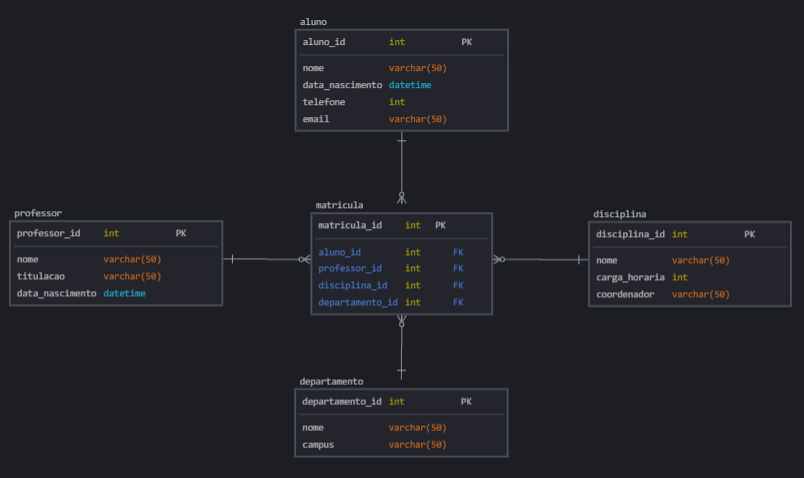 aluno
aluno_id int PK
nome varchar(50)
data_nascimento datetime
telefone int
email varchar(50)
professor
professor_id int PK
nome varchar(50)
titulacao varchar(50)
data_nascimento datetime
matricula
matricula_id int PK
aluno_id int FK
professor_id int FK
disciplina_id int FK
departamento_id int FK
disciplina
disciplina_id int PK
nome varchar(50)
carga_horaria int
coordenador varchar(50)
departamento
departamento_id int PK
nome varchar(50)
campus varchar(50)